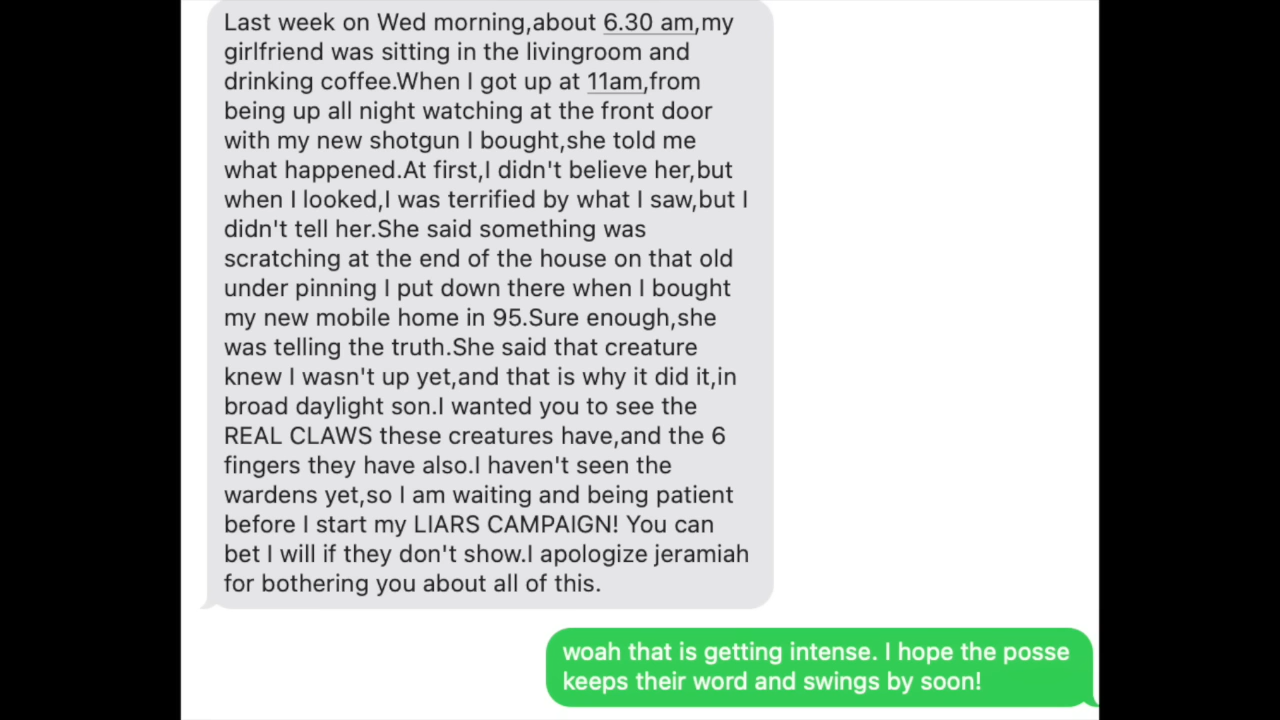 Last week on Wed morning,about 6.30 am,my
girlfriend was sitting in the livingroom and
drinking coffee.When I got up at 11am,from
being up all night watching at the front door
with my new shotgun I bought,she told me
what happened.At first,I didn't believe her,but
when I looked,I was terrified by what I saw,but I
didn't tell her.She said something was
scratching at the end of the house on that old
under pinning I put down there when I bought
my new mobile home in 95.Sure enough,she
was telling the truth.She said that creature
knew I wasn't up yet,and that is why it did it,in
broad daylight son.I wanted you to see the
REAL CLAWS these creatures have,and the 6
fingers they have also.I haven't seen the
wardens yet,so I am waiting and being patient
before I start my LIARS CAMPAIGN! You can
bet I will if they don't show.I apologize jeramiah
for bothering you about all of this.
woah that is getting intense. I hope the posse
keeps their word and swings by soon!